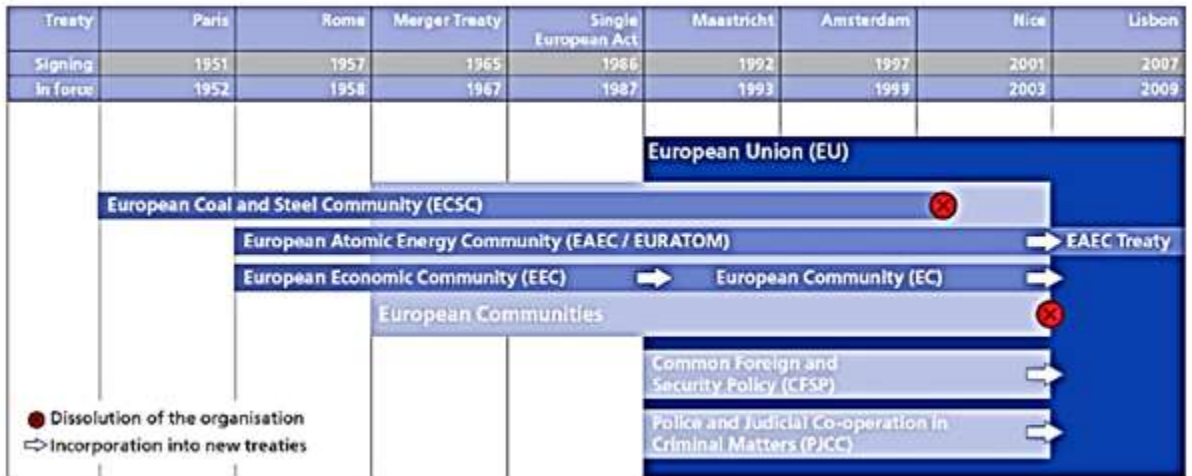 Treaty Paris Rome Merger Treaty Single European Act Maastricht Amsterdam Nice Lisbon
Signing 1951 1957 1965 1986 1992 1997 2001 2007
In force 1952 1958 1967 1987 1993 1999 2003 2009
European Union (EU)
European Coal and Steel Community (ECSC)
European Atomic Energy Community (EAEC / EURATOM) EAEC Treaty
European Economic Community (EEC) European Community (EC)
European Communities
Common Foreign and
Security Policy (CFSP)
Police and Judicial Co-operation in
Criminal Matters (PJCC)
Dissolution of the organisation
Incorporation into new treaties